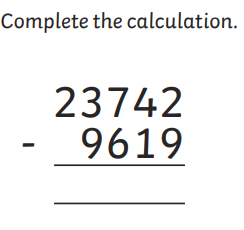 Complete the calculation.
23742
- 9619